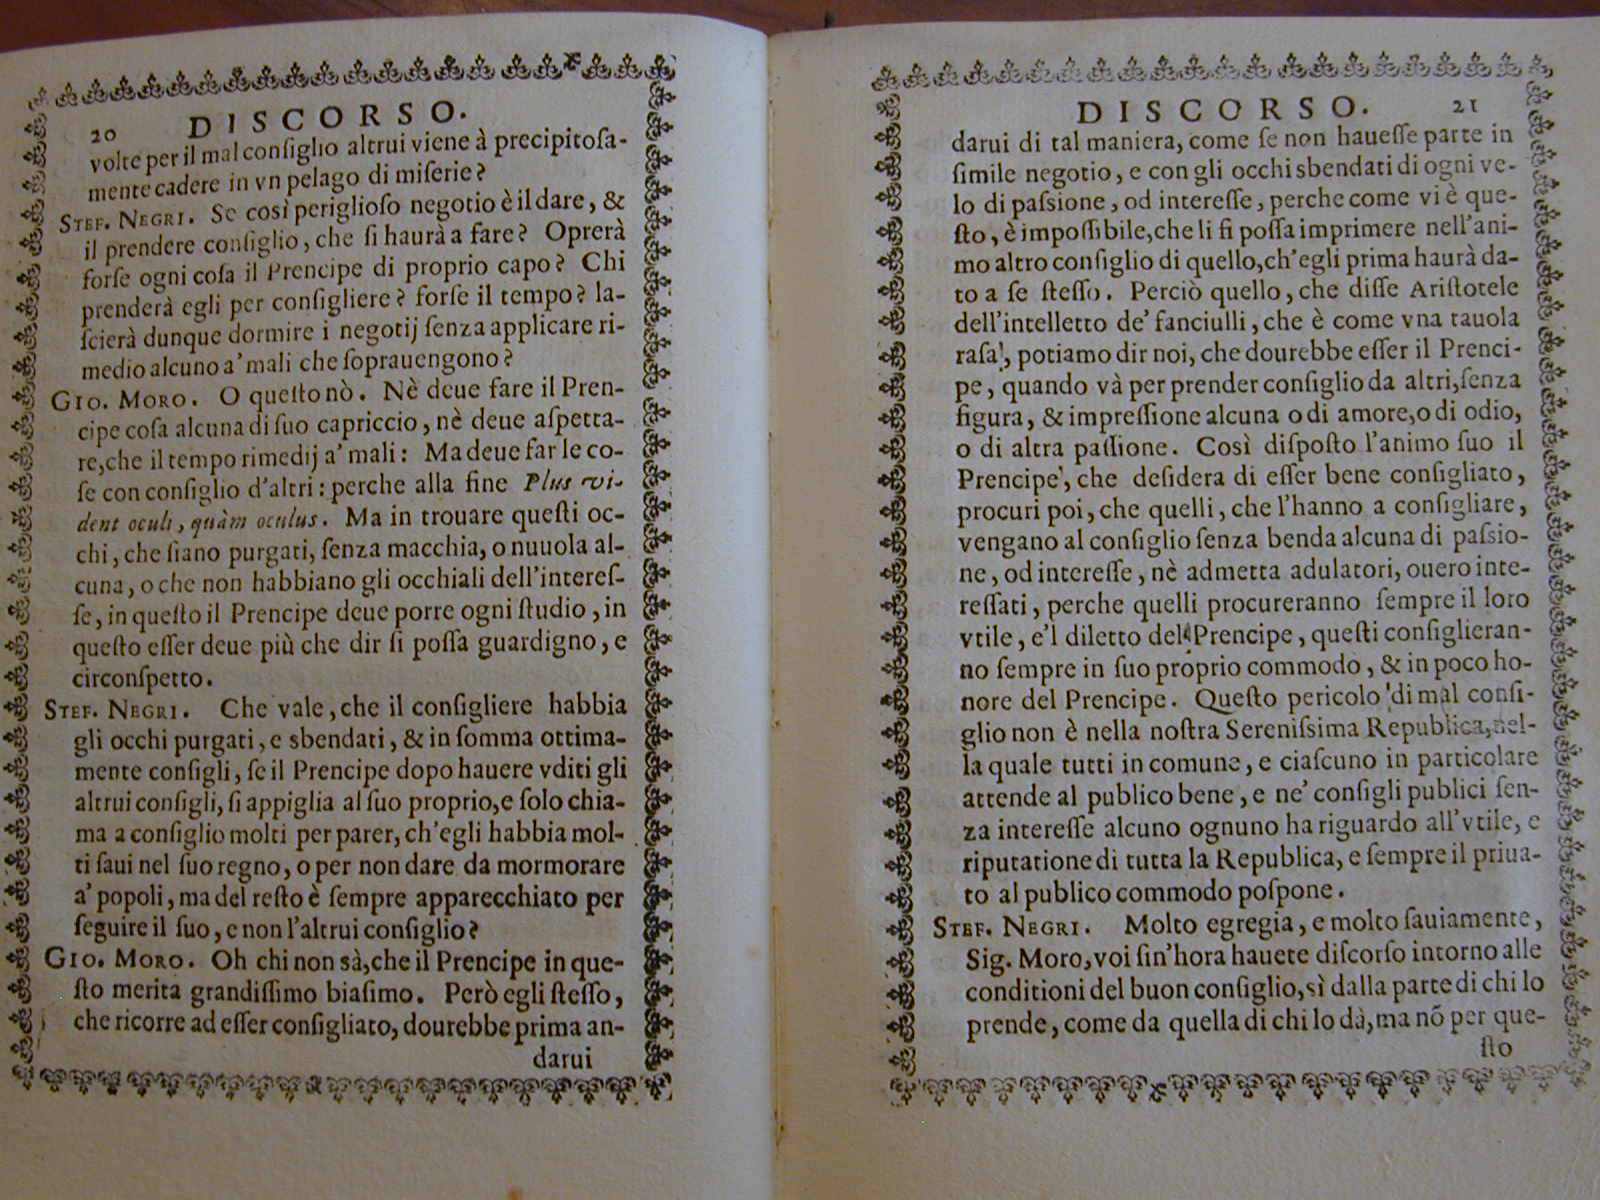 20 DISCORSO.
volte per il mal conſiglio altrui viene à precipitoſa-
mente cadere in vn pelago di miſerie?
STEF. NEGRI. Se così periglioſo negotio è il dare, &
il prendere conſiglio, che ſi haurà a fare? Oprerà
forſe ogni coſa il Prencipe di proprio capo? Chi
prenderà egli per conſigliere? forſe il tempo? la-
ſcierà dunque dormire i negotij ſenza applicare ri-
medio alcuno a' mali che ſoprauengono?
GIO. MORO. O queſto nò. Nè deue fare il Pren-
cipe coſa alcuna di ſuo capriccio, nè deue aſpetta-
re, che il tempo rimedij a' mali: Ma deue far le co-
ſe con conſiglio d'altri: perche alla fine Plus vi-
dent oculi, quàm oculus. Ma in trouare queſti oc-
chi, che ſiano purgati, ſenza macchia, o nuuola al-
cuna, o che non habbiano gli occhiali dell'intereſ-
ſe, in queſto il Prencipe deue porre ogni ſtudio, in
queſto eſſer deue più che dir ſi poſſa guardigno, e
circonſpetto.
STEF. NEGRI. Che vale, che il conſigliere habbia
gli occhi purgati, e sbendati, & in ſomma ottima-
mente conſigli, ſe il Prencipe dopo hauere vditi gli
altrui conſigli, ſi appiglia al ſuo proprio, e ſolo chia-
ma a conſiglio molti per parer, ch'egli habbia mol-
ti ſaui nel ſuo regno, o per non dare da mormorare
a' popoli, ma del reſto è ſempre apparecchiato per
ſeguire il ſuo, e non l'altrui conſiglio?
GIO. MORO. Oh chi non sà, che il Prencipe in que-
ſto merita grandiſſimo biaſimo. Però egli ſteſſo,
che ricorre ad eſſer conſigliato, dourebbe prima an-
darui
DISCORSO. 21
darui di tal maniera, come ſe non haueſſe parte in
ſimile negotio, e con gli occhi sbendati di ogni ve-
lo di paſsione, od intereſſe, perche come vi è que-
ſto, è impoſſibile, che li ſi poſſa imprimere nell'ani-
mo altro conſiglio di quello, ch'egli prima haurà da-
to a ſe ſteſſo. Perciò quello, che diſſe Ariſtotele
dell'intelletto de' fanciulli, che è come vna tauola
raſa, potiamo dir noi, che dourebbe eſſer il Prenci-
pe, quando và per prender conſiglio da altri, ſenza
figura, & impreſſione alcuna o di amore, o di odio,
o di altra paſſione. Così diſpoſto l'animo ſuo il
Prencipe, che deſidera di eſſer bene conſigliato,
procuri poi, che quelli, che l'hanno a conſigliare,
vengano al conſiglio ſenza benda alcuna di paſsio-
ne, od intereſſe, nè admetta adulatori, ouero inte-
reſſati, perche quelli procureranno ſempre il loro
vtile, e'l diletto del Prencipe, queſti conſiglieran-
no ſempre in ſuo proprio commodo, & in poco ho-
nore del Prencipe. Queſto pericolo di mal conſi-
glio non è nella noſtra Sereniſsima Republica, nel-
la quale tutti in comune, e ciaſcuno in particolare
attende al publico bene, e ne' conſigli publici ſen-
za intereſſe alcuno ognuno ha riguardo all'vtile, e
riputatione di tutta la Republica, e ſempre il priua-
to al publico commodo poſpone.
STEF. NEGRI. Molto egregia, e molto ſauiamente,
Sig. Moro, voi ſin'hora hauete diſcorſo intorno alle
conditioni del buon conſiglio, sì dalla parte di chi lo
prende, come da quella di chi lo dà, ma nõ per que-
ſto